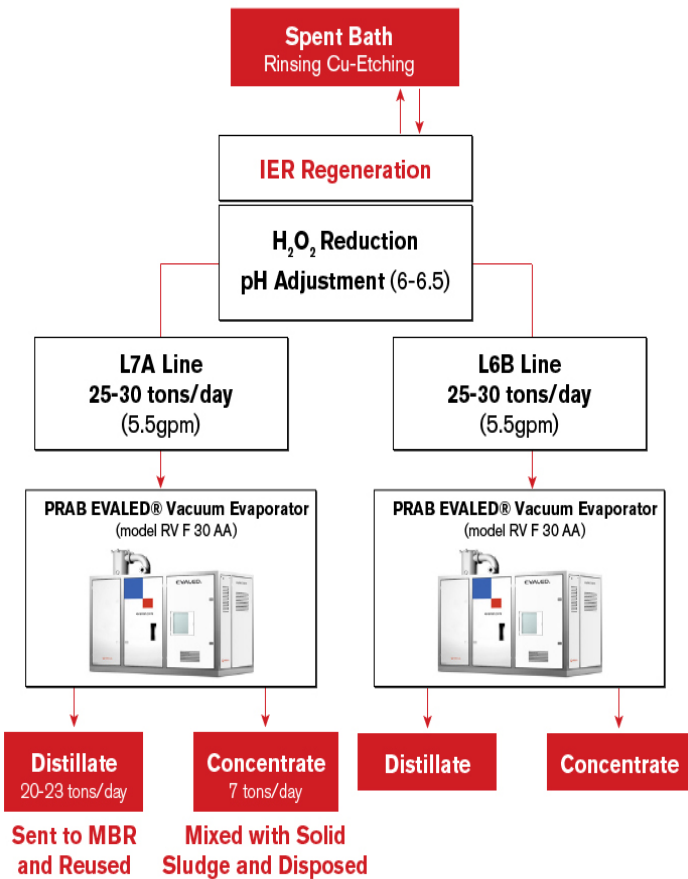 Spent Bath
Rinsing Cu-Etching
IER Regeneration
H₂O₂ Reduction
pH Adjustment (6-6.5)
L7A Line
25-30 tons/day
(5.5gpm)
L6B Line
25-30 tons/day
(5.5gpm)
PRAB EVALED® Vacuum Evaporator
(model RV F 30 AA)
EVALED.
PRAB EVALED® Vacuum Evaporator
(model RV F 30 AA)
EVALED.
Distillate
20-23 tons/day
Sent to MBR
and Reused
Concentrate
7 tons/day
Mixed with Solid
Sludge and Disposed
Distillate
Concentrate